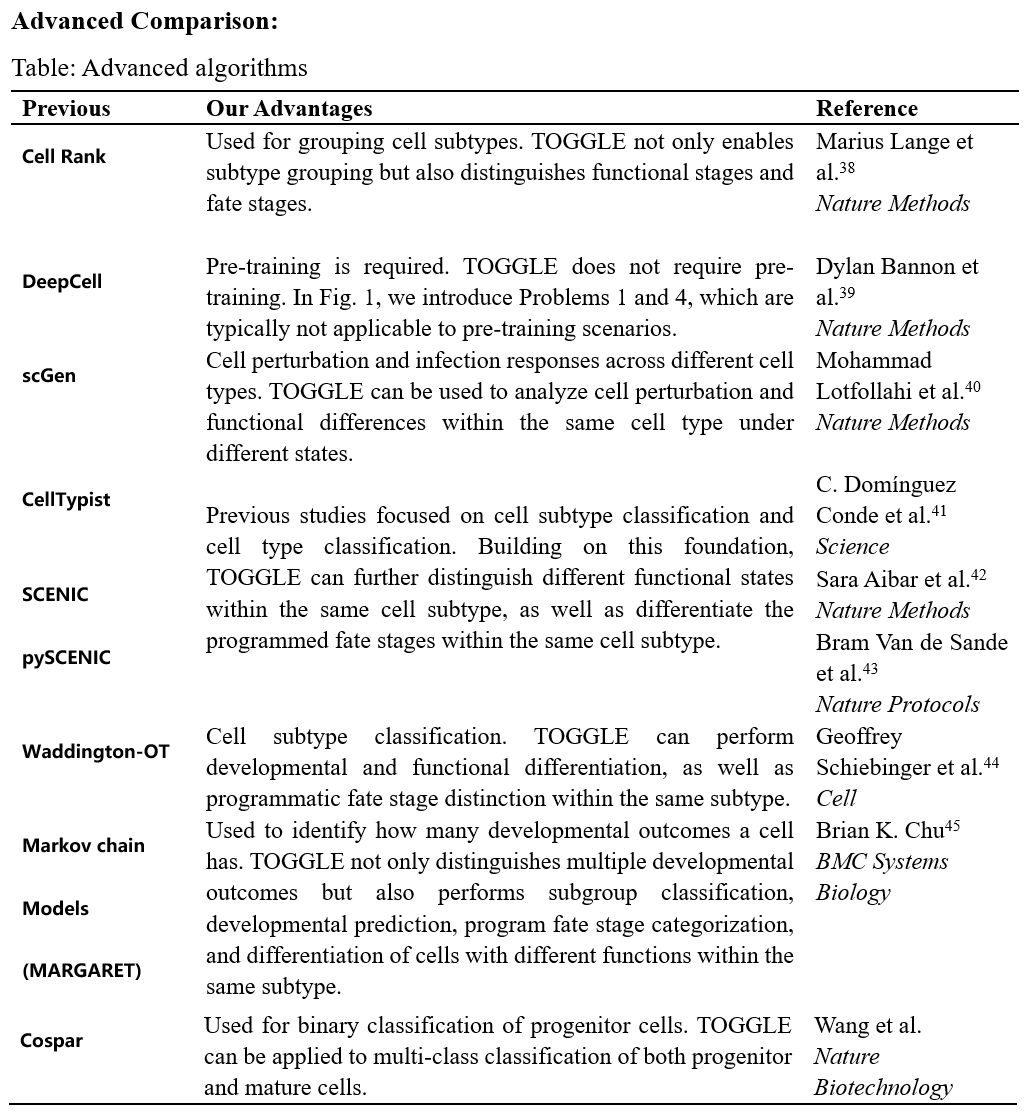 Advanced Comparison:
Table: Advanced algorithms
Previous Our Advantages Reference
Cell Rank
Used for grouping cell subtypes. TOGGLE not only enables
subtype grouping but also distinguishes functional stages and
fate stages.
Marius Lange et
al.38
Nature Methods
DeepCell
Pre-training is required. TOGGLE does not require pre-
training. In Fig. 1, we introduce Problems 1 and 4, which are
typically not applicable to pre-training scenarios.
Dylan Bannon et
al.39
Nature Methods
scGen
Cell perturbation and infection responses across different cell
types. TOGGLE can be used to analyze cell perturbation and
functional differences within the same cell type under
different states.
Mohammad
Lotfollahi et al.40
Nature Methods
CellTypist
SCENIC
pySCENIC
Previous studies focused on cell subtype classification and
cell type classification. Building on this foundation,
TOGGLE can further distinguish different functional states
within the same cell subtype, as well as differentiate the
programmed fate stages within the same cell subtype.
C. Domínguez
Conde et al.41
Science
Sara Aibar et al.42
Nature Methods
Bram Van de Sande
et al.43
Nature Protocols
Waddington-OT
Cell subtype classification. TOGGLE can perform
developmental and functional differentiation, as well as
programmatic fate stage distinction within the same subtype.
Geoffrey
Schiebinger et al.44
Cell
Markov chain
Models
(MARGARET)
Used to identify how many developmental outcomes a cell
has. TOGGLE not only distinguishes multiple developmental
outcomes but also performs subgroup classification,
developmental prediction, program fate stage categorization,
and differentiation of cells with different functions within the
same subtype.
Brian K. Chu45
BMC Systems
Biology
Cospar
Used for binary classification of progenitor cells. TOGGLE
can be applied to multi-class classification of both progenitor
and mature cells.
Wang et al.
Nature
Biotechnology